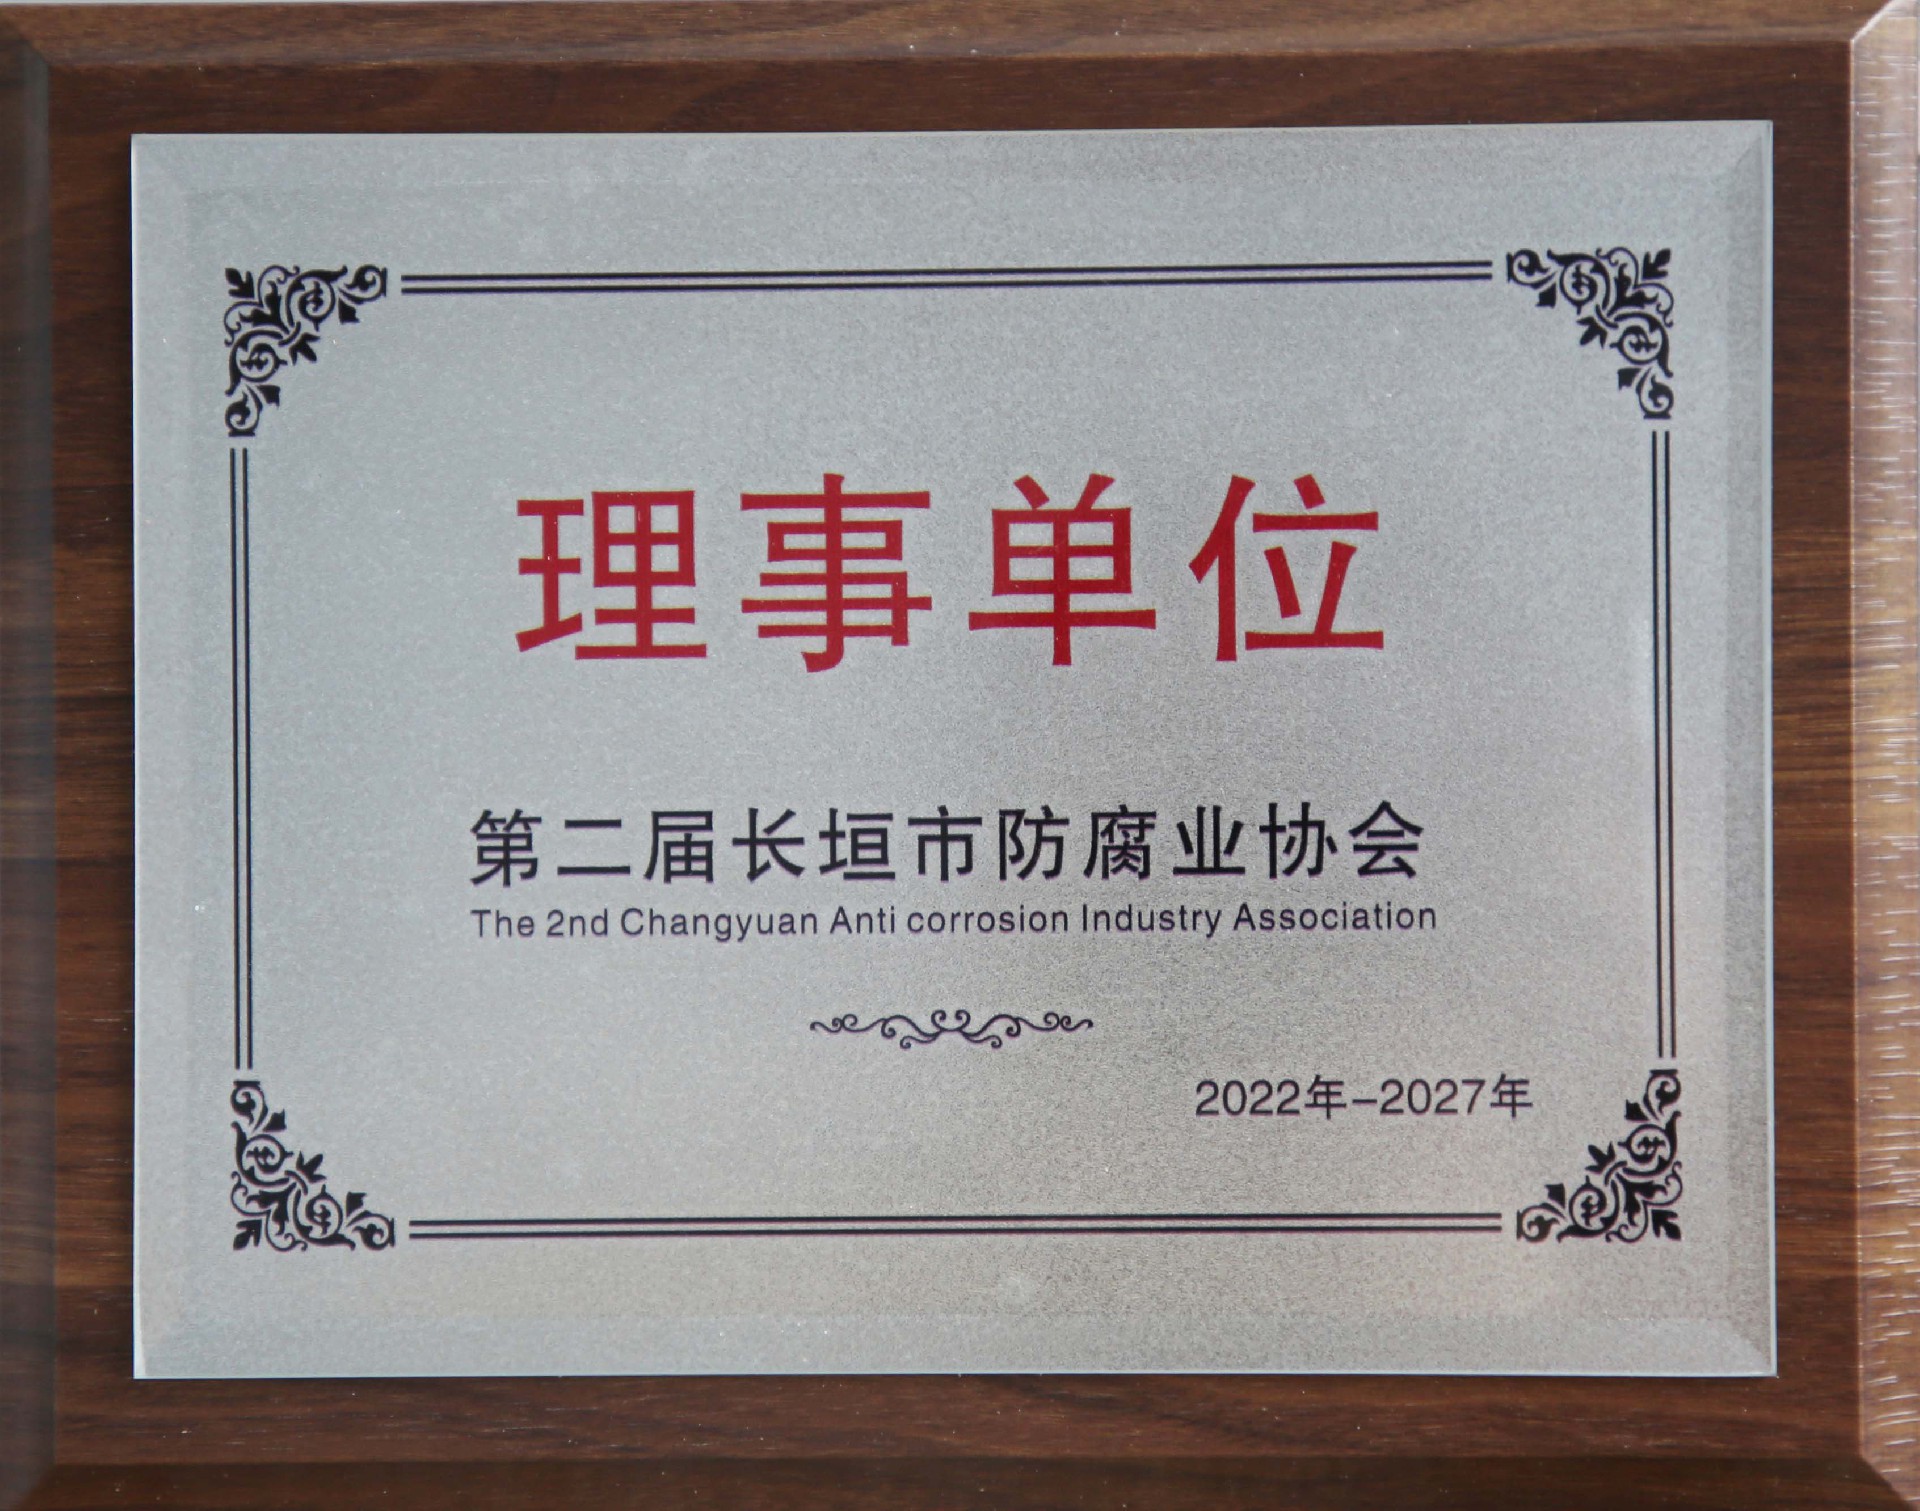 理事单位
第二届长垣市防腐业协会
The 2nd Changyuan Anti corrosion Industry Association
2022年-2027年